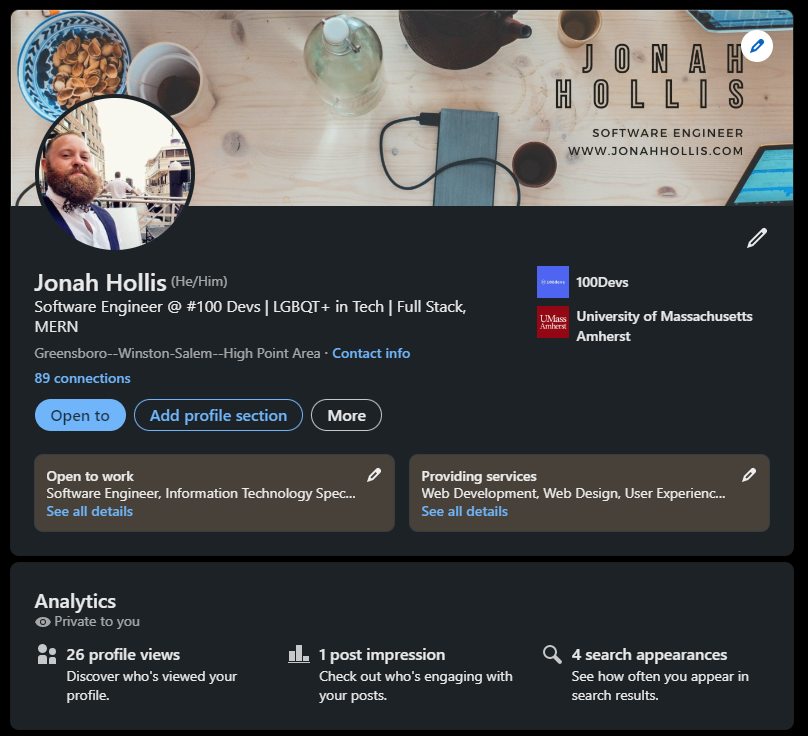 JONAH
HOLLIS
SOFTWARE ENGINEER
WWW.JONAHHOLLIS.COM
Jonah Hollis (He/Him)
Software Engineer @ #100 Devs | LGBQT+ in Tech | Full Stack,
MERN
Greensboro--Winston-Salem--High Point Area · Contact info
89 connections
100Devs
UMass
Amherst
University of Massachusetts
Amherst
Open to
Add profile section
More
Open to work
Software Engineer, Information Technology Spec...
See all details
Providing services
Web Development, Web Design, User Experienc...
See all details
Analytics
Private to you
26 profile views
Discover who's viewed your
profile.
1 post impression
Check out who's engaging with
your posts.
4 search appearances
See how often you appear in
search results.